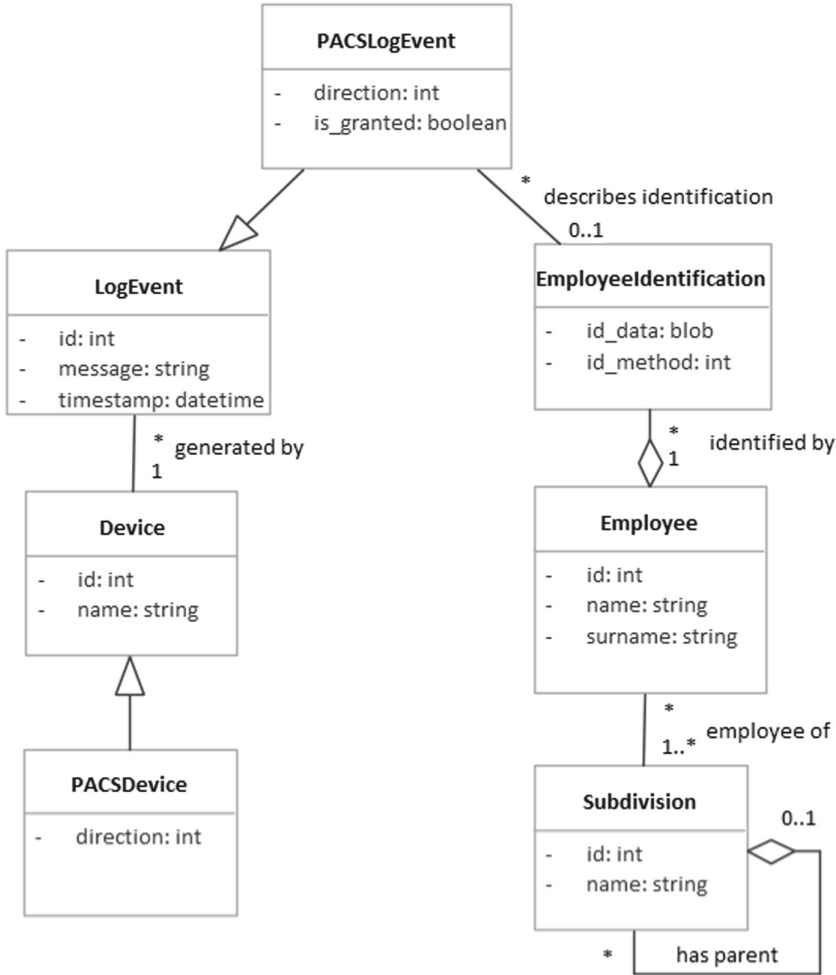 PACSLogEvent
- direction: int
- is_granted: boolean
* describes identification
0..1
LogEvent
- id: int
- message: string
- timestamp: datetime
EmployeeIdentification
- id_data: blob
- id_method: int
* generated by
1
* identified by
1
Device
- id: int
- name: string
Employee
- id: int
- name: string
- surname: string
* employee of
1..*
PACSDevice
- direction: int
Subdivision
- id: int
- name: string
0..1
* has parent